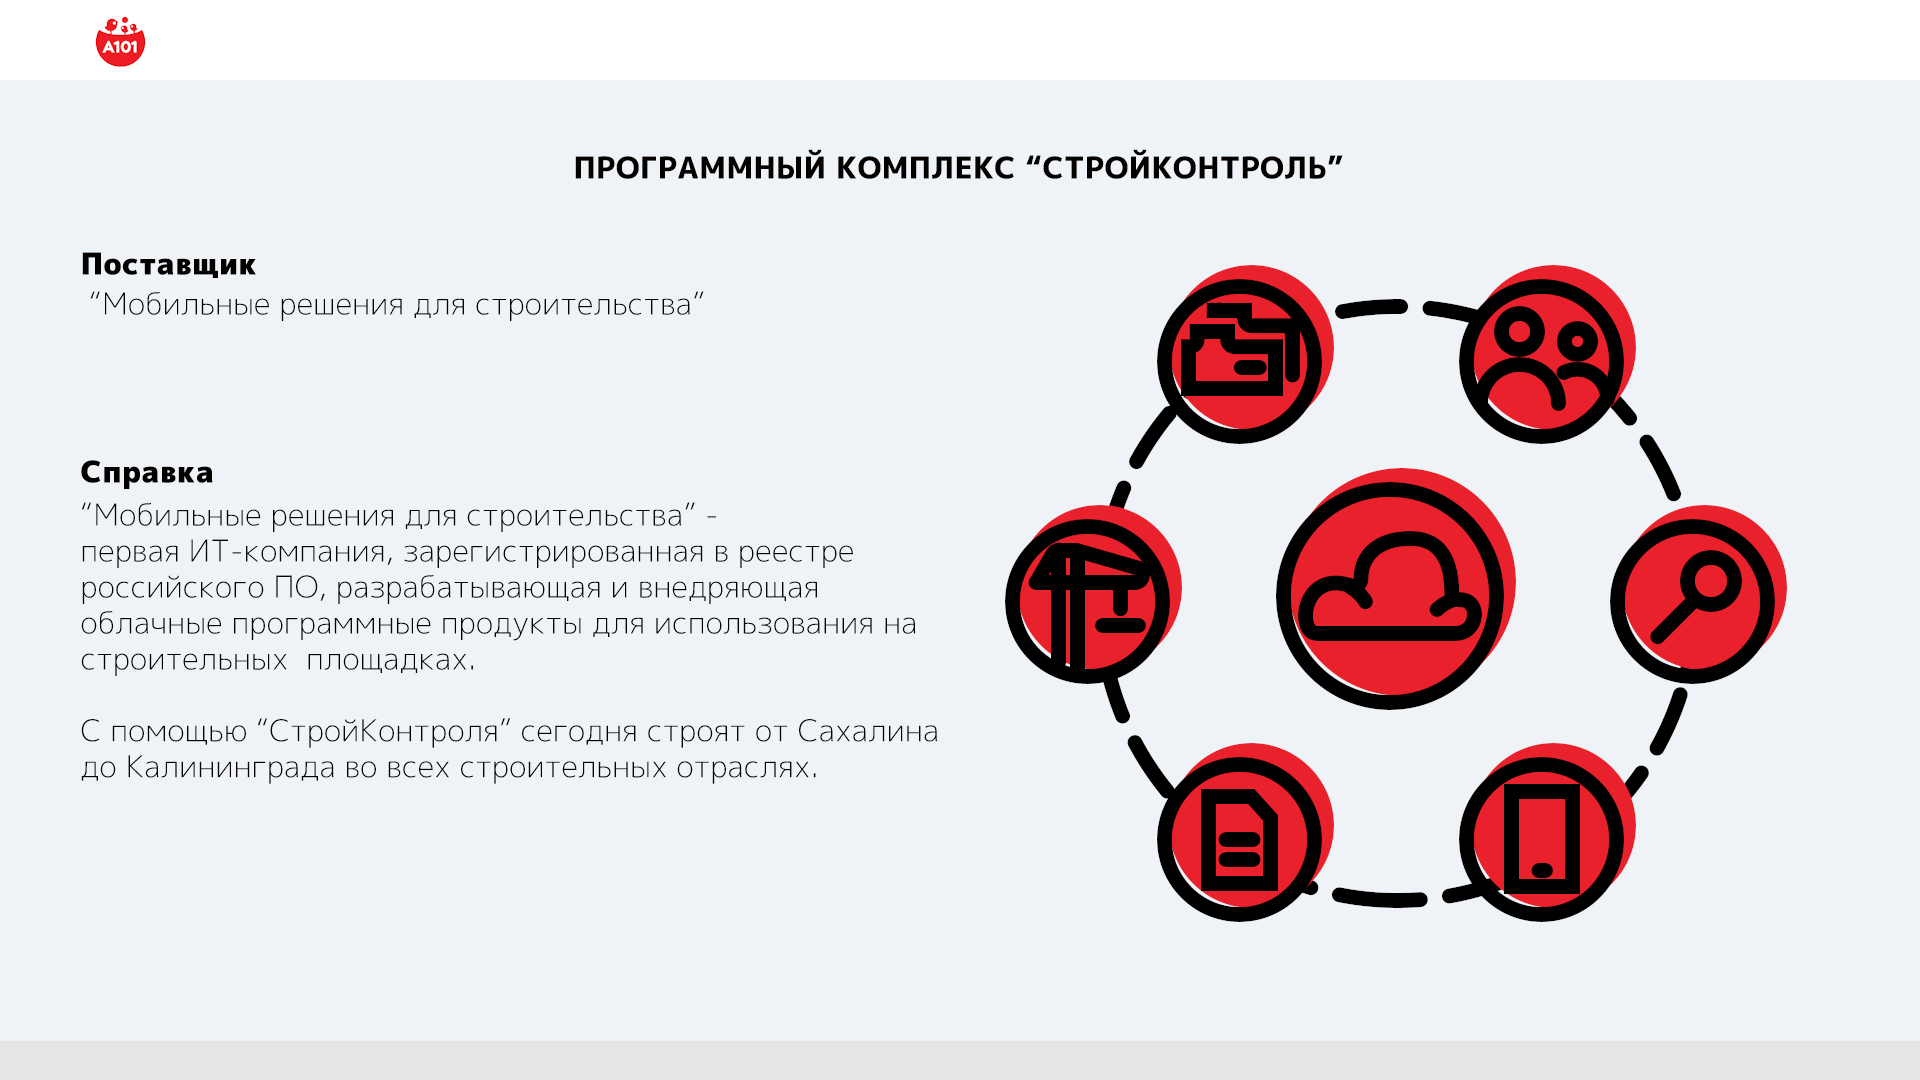 А101
ПРОГРАММНЫЙ КОМПЛЕКС “СТРОЙКОНТРОЛЬ”
Поставщик
“Мобильные решения для строительства”
Справка
“Мобильные решения для строительства” -
первая ИТ-компания, зарегистрированная в реестре
российского ПО, разрабатывающая и внедряющая
облачные программные продукты для использования на
строительных  площадках.
С помощью “СтройКонтроля” сегодня строят от Сахалина
до Калининграда во всех строительных отраслях.